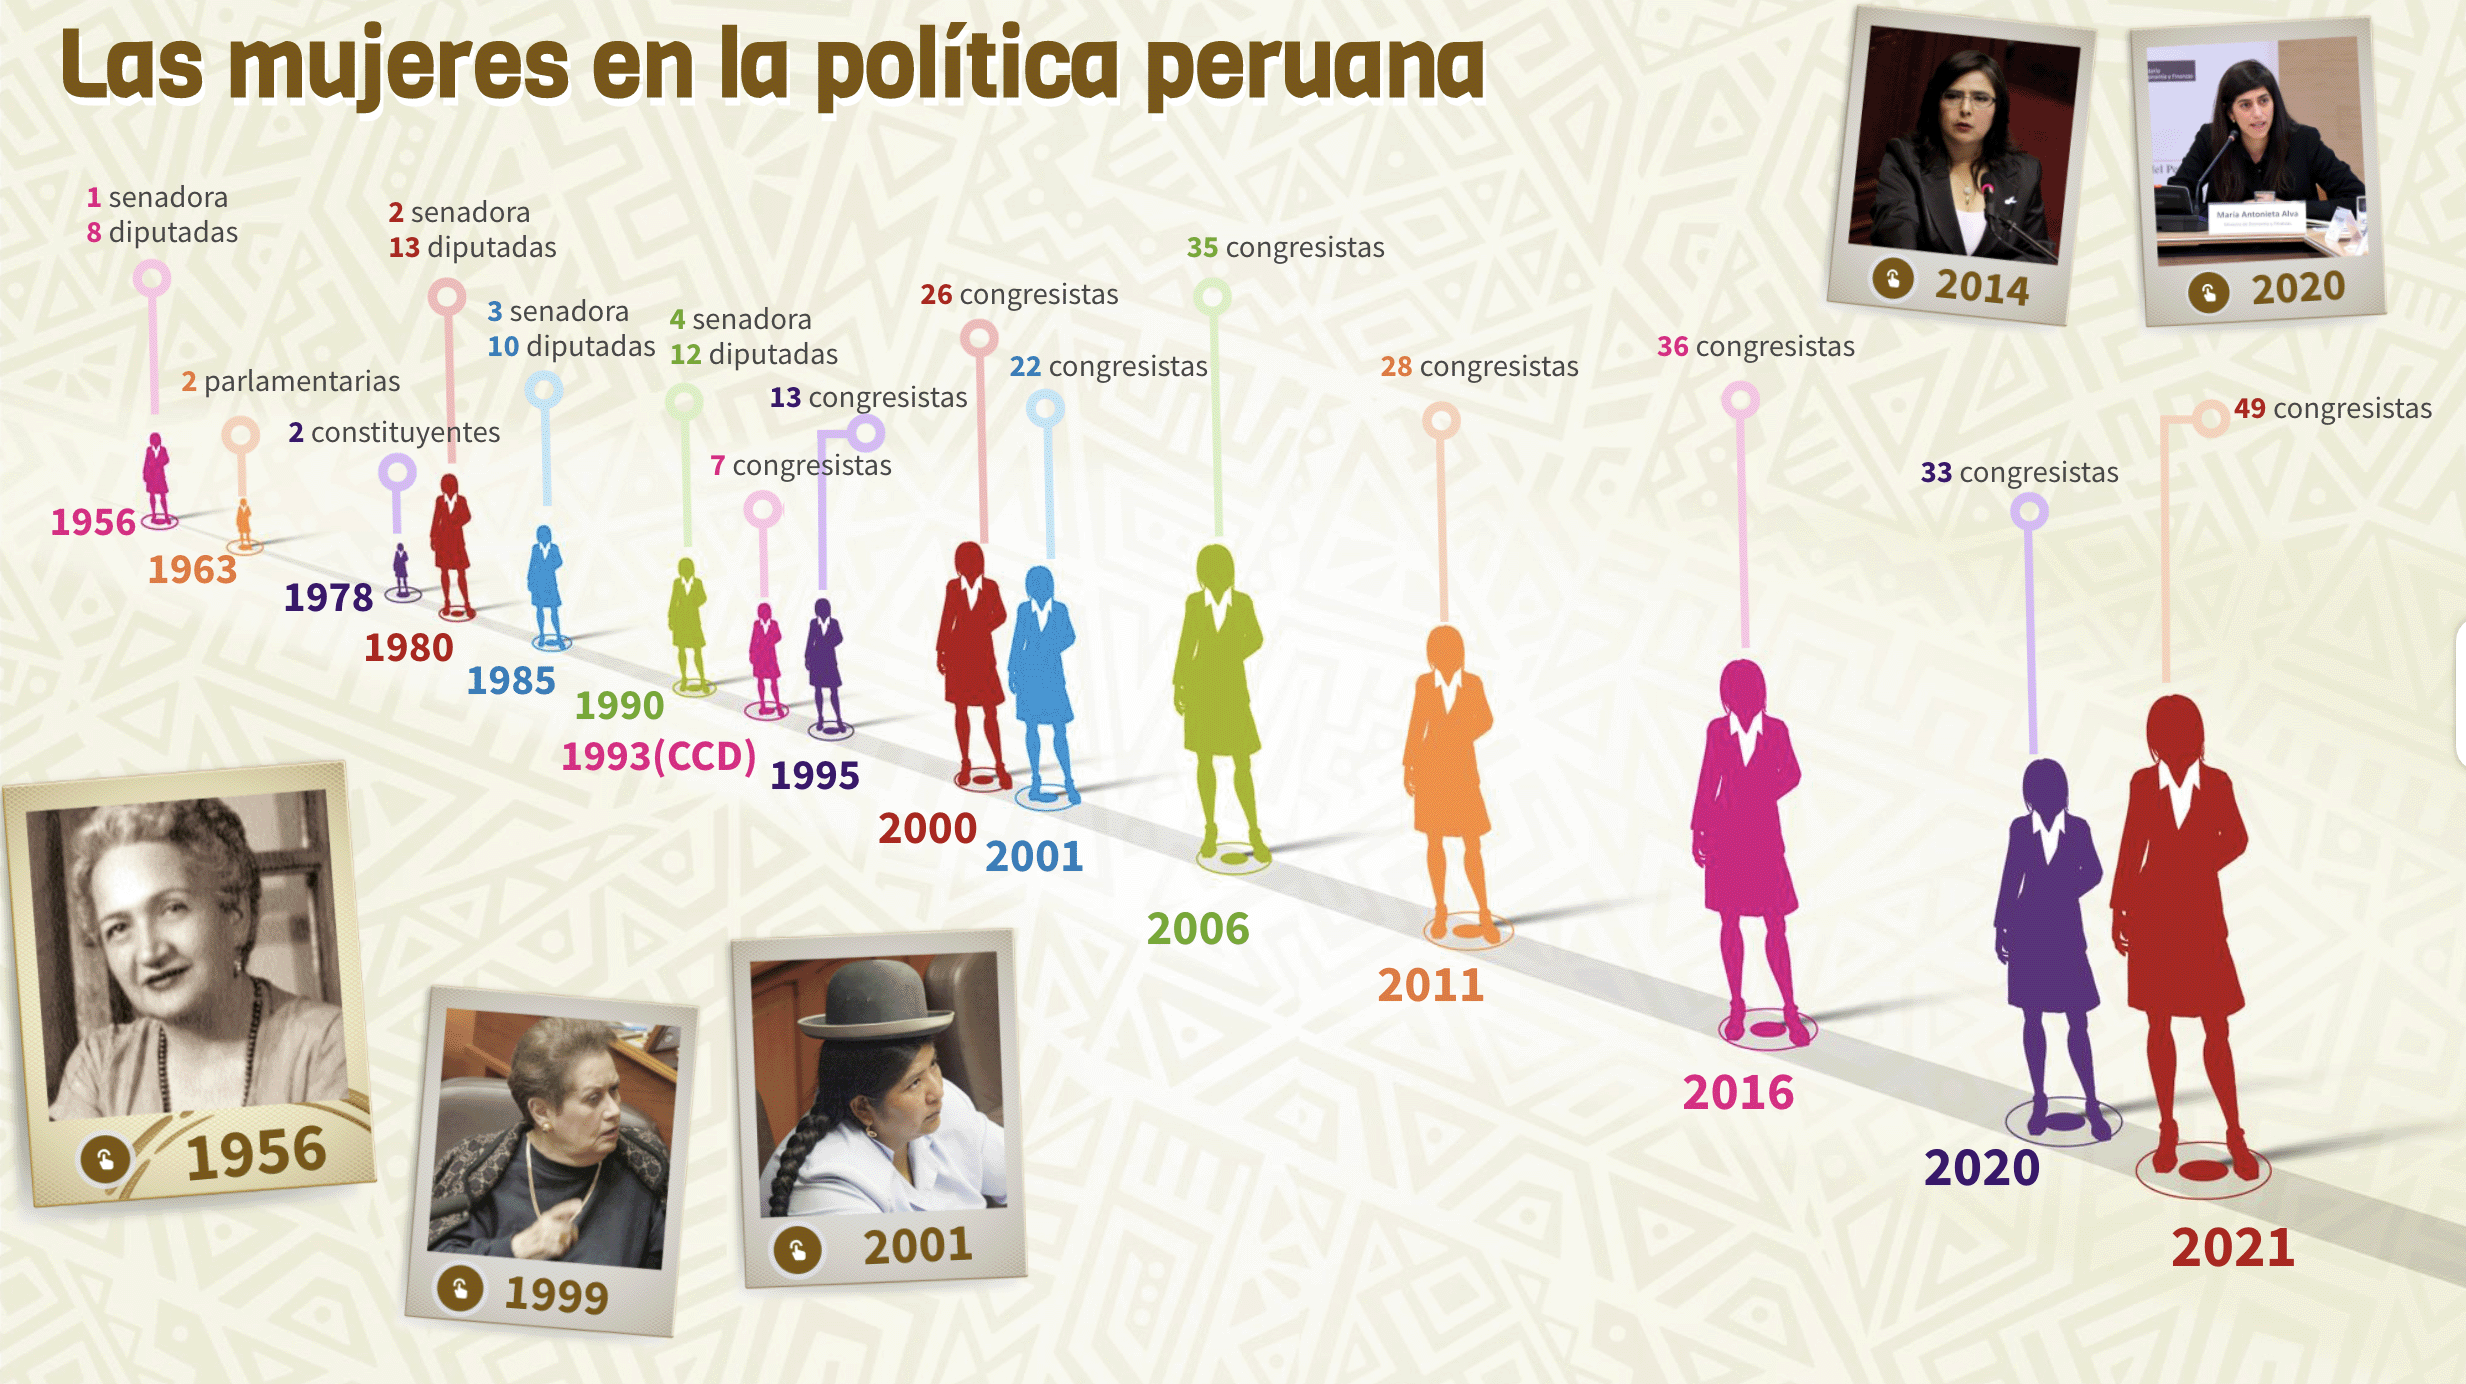 Las mujeres en la política peruana
1 senadora
8 diputadas
2 parlamentarias
2 constituyentes
2 senadora
13 diputadas
3 senadora
10 diputadas
4 senadora
12 diputadas
7 congresistas
13 congresistas
26 congresistas
22 congresistas
35 congresistas
28 congresistas
36 congresistas
33 congresistas
49 congresistas
1956
1963
1978
1980
1985
1990
1993(CCD)
1995
2000
2001
2006
2011
2016
2020
2021
1956
1999
2001
2014
María Antonieta Alva
2020